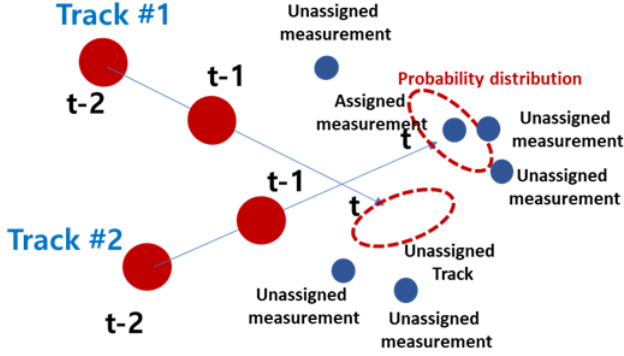 Track #1
Unassigned
measurement
t-2
t-1
Probability distribution
Assigned
measurement
t
Unassigned
measurement
Unassigned
measurement
t-1
t
Track #2
t-2
Unassigned
Track
Unassigned
measurement
Unassigned
measurement